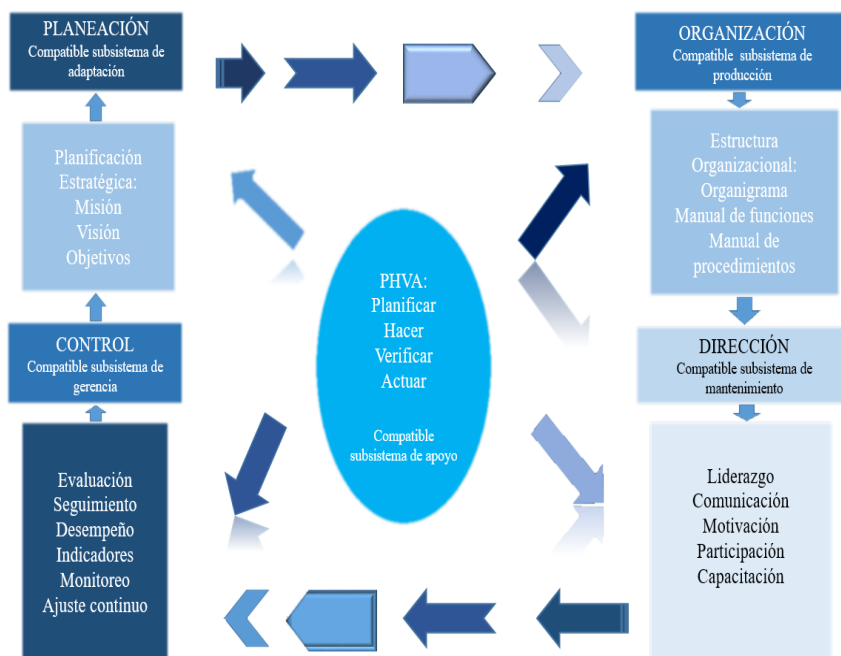 PLANEACIÓN
Compatible subsistema de
adaptación
Planificación
Estratégica:
Misión
Visión
Objetivos
CONTROL
Compatible subsistema de
gerencia
Evaluación
Seguimiento
Desempeño
Indicadores
Monitoreo
Ajuste continuo
PHVA:
Planificar
Hacer
Verificar
Actuar
Compatible
subsistema de apoyo
ORGANIZACIÓN
Compatible subsistema de
producción
Estructura
Organizacional:
Organigrama
Manual de funciones
Manual de
procedimientos
DIRECCIÓN
Compatible subsistema de
mantenimiento
Liderazgo
Comunicación
Motivación
Participación
Capacitación